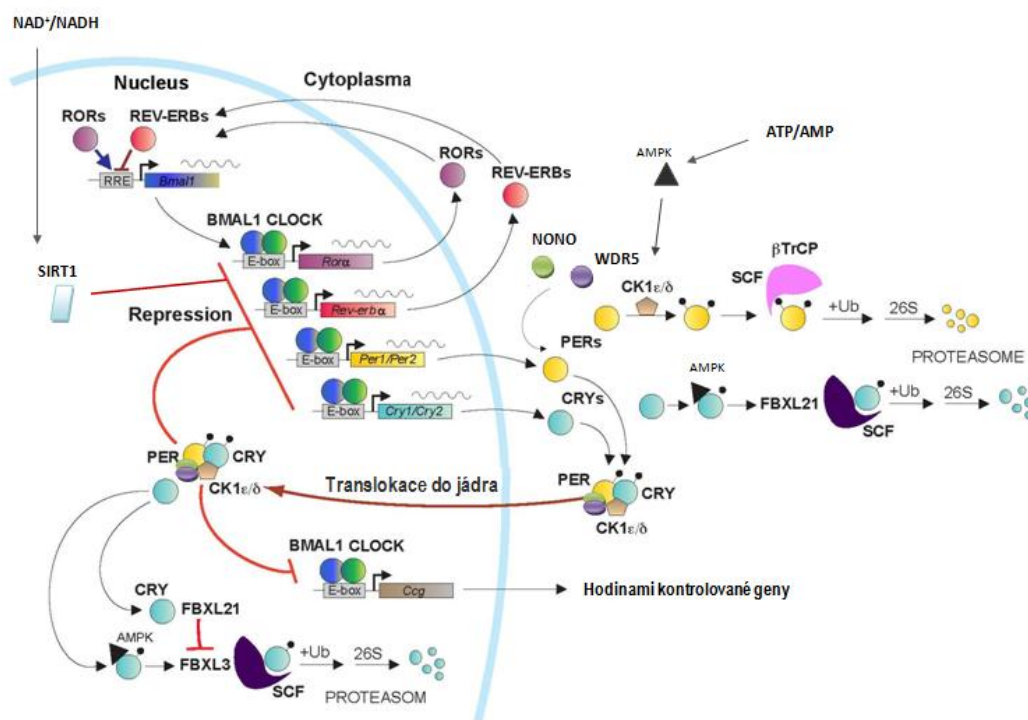 NAD⁺/NADH
Nucleus
Cytoplasma
RORs
REV-ERBs
RRE
Bmal1
RORs
REV-ERBs
ATP/AMP
AMPK
BMAL1 CLOCK
E-box
Rorα
SIRT1
Repression
E-box
Rev-erbα
NONO
WDR5
CK1ε/δ
SCF
βTrCP
+Ub
26S
PROTEASOME
E-box
Per1/Per2
PERs
E-box
Cry1/Cry2
CRYs
AMPK
FBXL21
SCF
+Ub
26S
PER
CRY
CK1ε/δ
Translokace do jádra
PER
CRY
CK1ε/δ
BMAL1 CLOCK
E-box
Ccg
Hodinami kontrolované geny
CRY
FBXL21
AMPK
FBXL3
SCF
+Ub
26S
PROTEASOM